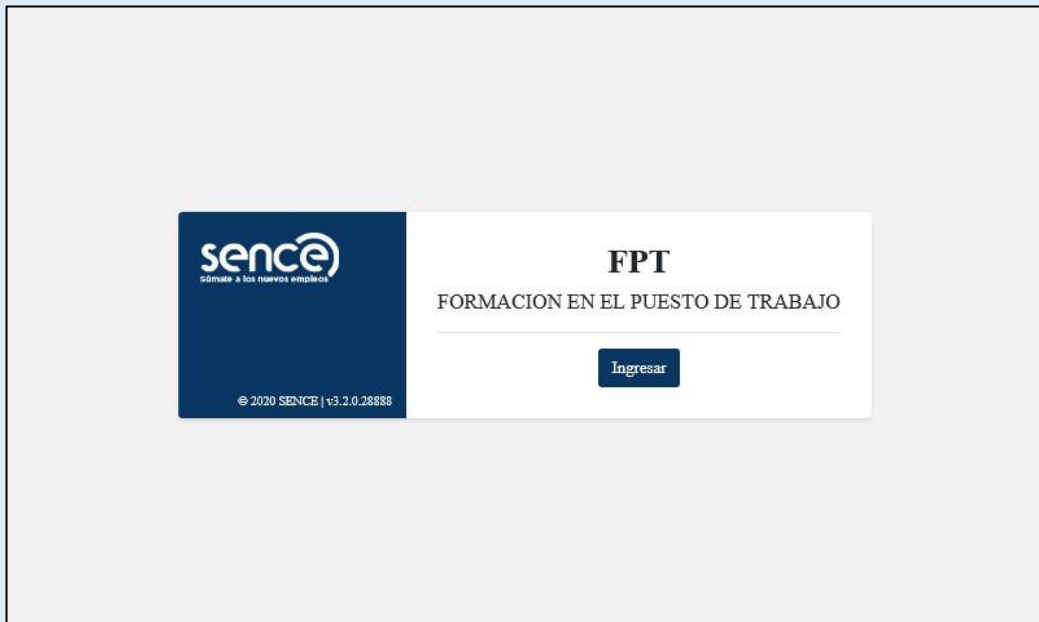 sence
Súmate a los nuevos empleos
© 2020 SENCE | v3.2.0.28888
FPT
FORMACION EN EL PUESTO DE TRABAJO
Ingresar